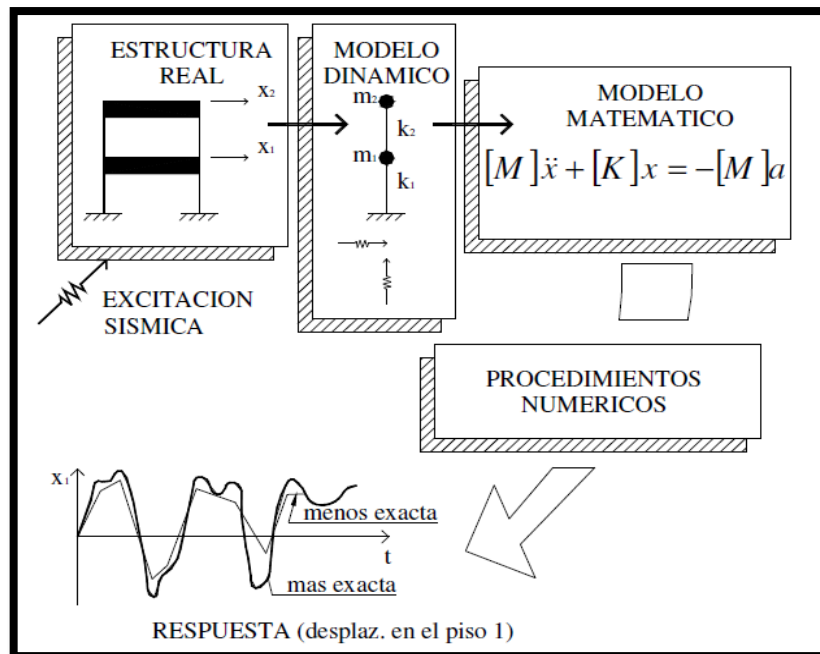 ESTRUCTURA
REAL
x₂
x₁
EXCITACION
SISMICA
MODELO
DINAMICO
m₂
k₂
m₁
k₁
MODELO
MATEMATICO
[M]ẍ + [K]x = −[M]a
PROCEDIMIENTOS
NUMERICOS
x₁
menos exacta
t
mas exacta
RESPUESTA (desplaz. en el piso 1)